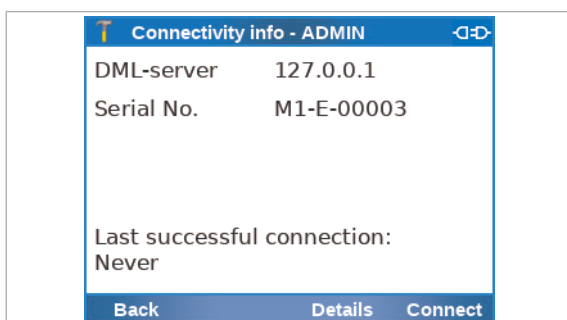 Connectivity info - ADMIN
DML-server 127.0.0.1
Serial No. M1-E-00003
Last successful connection:
Never
Back Details Connect